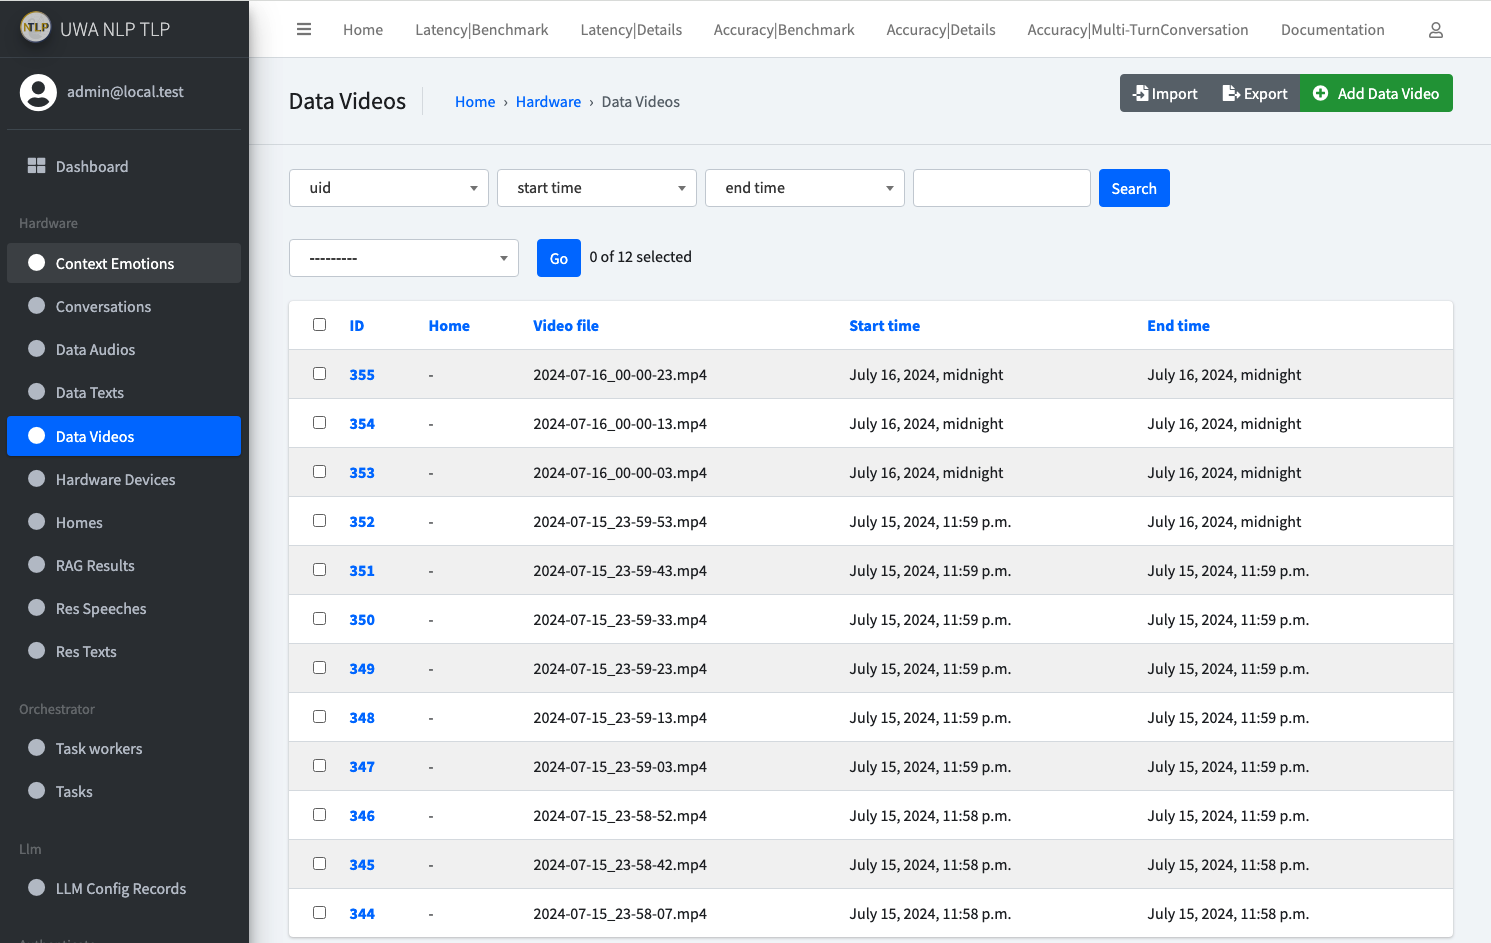 NTLP UWA NLP TLP
Home Latency|Benchmark Latency|Details Accuracy|Benchmark Accuracy|Details Accuracy|Multi-TurnConversation Documentation
admin@local.test
Data Videos Home › Hardware › Data Videos Import Export Add Data Video
Dashboard
Hardware
Context Emotions
Conversations
Data Audios
Data Texts
Data Videos
Hardware Devices
Homes
RAG Results
Res Speeches
Res Texts
Orchestrator
Task workers
Tasks
Llm
LLM Config Records
uid start time end time Search
--------- Go 0 of 12 selected
ID Home Video file Start time End time
355 - 2024-07-16_00-00-23.mp4 July 16, 2024, midnight July 16, 2024, midnight
354 - 2024-07-16_00-00-13.mp4 July 16, 2024, midnight July 16, 2024, midnight
353 - 2024-07-16_00-00-03.mp4 July 16, 2024, midnight July 16, 2024, midnight
352 - 2024-07-15_23-59-53.mp4 July 15, 2024, 11:59 p.m. July 16, 2024, midnight
351 - 2024-07-15_23-59-43.mp4 July 15, 2024, 11:59 p.m. July 15, 2024, 11:59 p.m.
350 - 2024-07-15_23-59-33.mp4 July 15, 2024, 11:59 p.m. July 15, 2024, 11:59 p.m.
349 - 2024-07-15_23-59-23.mp4 July 15, 2024, 11:59 p.m. July 15, 2024, 11:59 p.m.
348 - 2024-07-15_23-59-13.mp4 July 15, 2024, 11:59 p.m. July 15, 2024, 11:59 p.m.
347 - 2024-07-15_23-59-03.mp4 July 15, 2024, 11:59 p.m. July 15, 2024, 11:59 p.m.
346 - 2024-07-15_23-58-52.mp4 July 15, 2024, 11:58 p.m. July 15, 2024, 11:59 p.m.
345 - 2024-07-15_23-58-42.mp4 July 15, 2024, 11:58 p.m. July 15, 2024, 11:58 p.m.
344 - 2024-07-15_23-58-07.mp4 July 15, 2024, 11:58 p.m. July 15, 2024, 11:58 p.m.